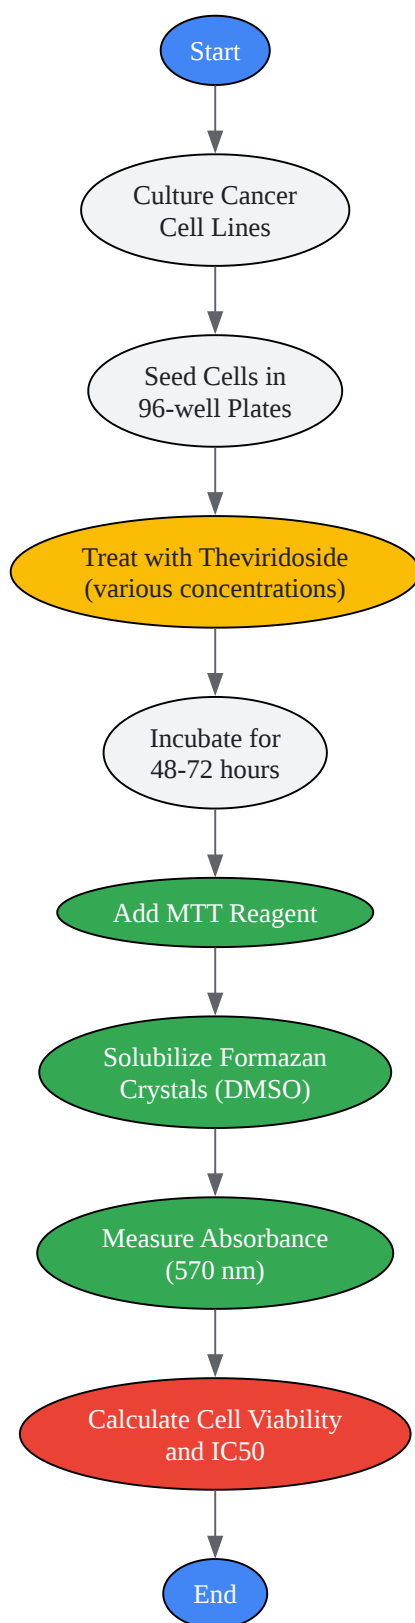 Start
Culture Cancer
Cell Lines
Seed Cells in
96-well Plates
Treat with Theviridoside
(various concentrations)
Incubate for
48-72 hours
Add MTT Reagent
Solubilize Formazan
Crystals (DMSO)
Measure Absorbance
(570 nm)
Calculate Cell Viability
and IC50
End